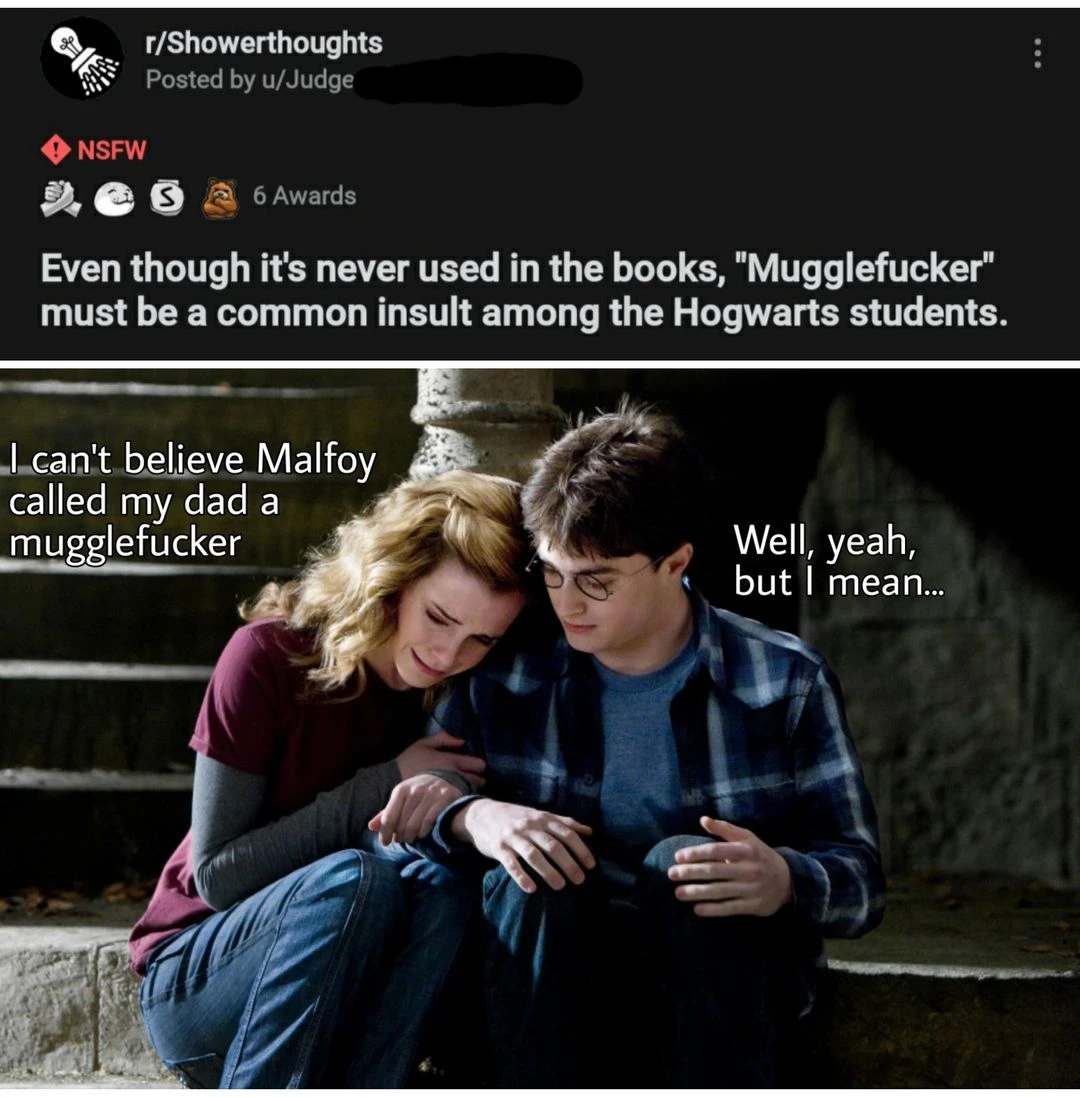 r/Showerthoughts
Posted by u/Judge
NSFW
S 6 Awards
Even though it's never used in the books, "Mugglefucker"
must be a common insult among the Hogwarts students.
I can't believe Malfoy
called my dad a
mugglefucker
Well, yeah,
but I mean...